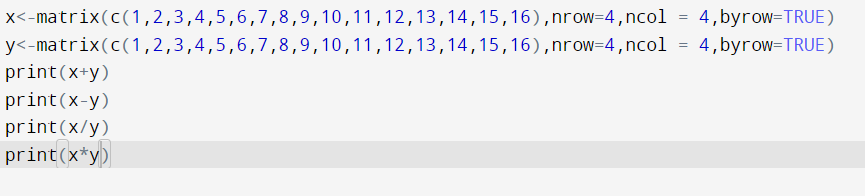 x<-matrix(c(1,2,3,4,5,6,7,8,9,10,11,12,13,14,15,16),nrow=4,ncol = 4,byrow=TRUE)
y<-matrix(c(1,2,3,4,5,6,7,8,9,10,11,12,13,14,15,16),nrow=4,ncol = 4,byrow=TRUE)
print(x+y)
print(x-y)
print(x/y)
print(x*y)